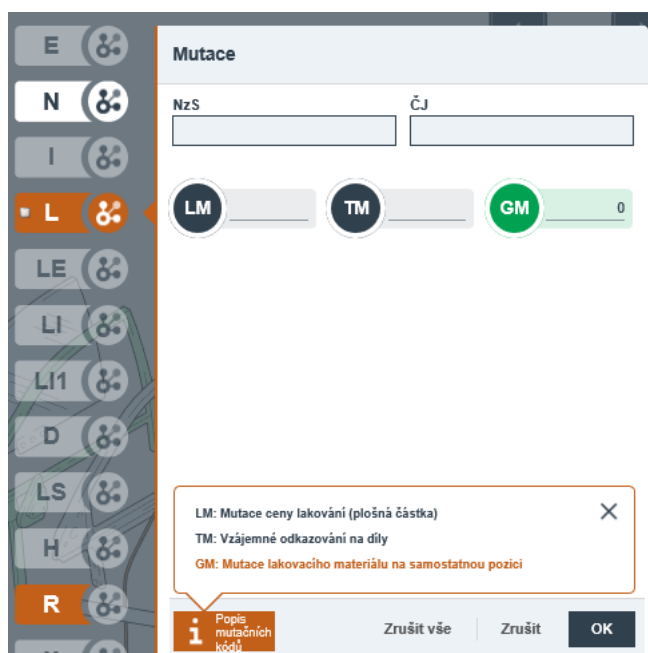 E
Mutace
N
NzS
ČJ
I
L
LM
TM
GM
0
LE
LI
LI1
D
LS
LM: Mutace ceny lakování (plošná částka)
TM: Vzájemné odkazování na díly
GM: Mutace lakovacího materiálu na samostatnou pozici
H
R
i
Popis
mutačních
kódů
Zrušit vše
Zrušit
OK